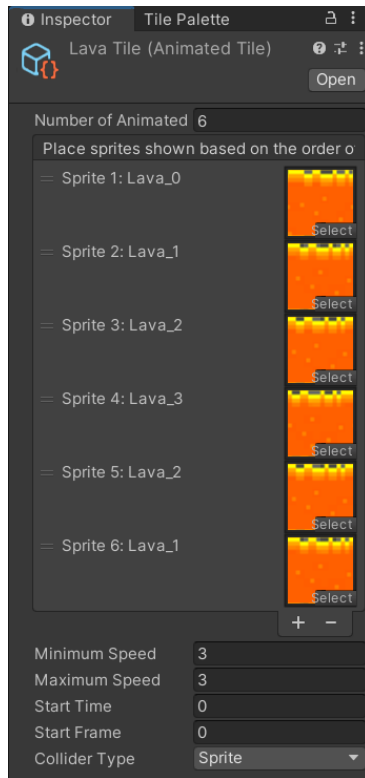 Inspector Tile Palette
Lava Tile (Animated Tile)
Open
Number of Animated 6
Place sprites shown based on the order o
Sprite 1: Lava_0
Select
Sprite 2: Lava_1
Select
Sprite 3: Lava_2
Select
Sprite 4: Lava_3
Select
Sprite 5: Lava_2
Select
Sprite 6: Lava_1
Select
+ −
Minimum Speed 3
Maximum Speed 3
Start Time 0
Start Frame 0
Collider Type Sprite